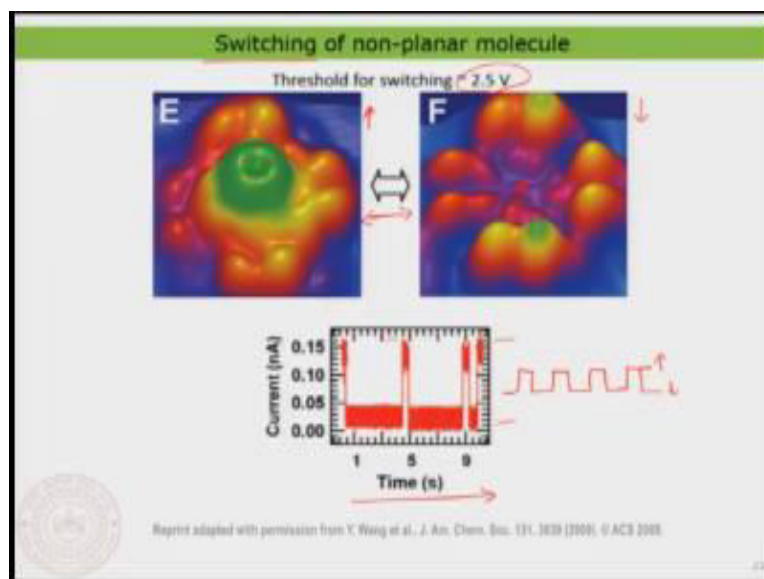 Switching of non-planar molecule
Threshold for switching ~ 2.5 V
E
F
0.15
0.10
0.05
0.00
Current (nA)
1 5 9
Time (s)
Reprint adapted with permission from Y. Wang et al., J. Am. Chem. Soc. 131, 3639 (2009). © ACS 2009.